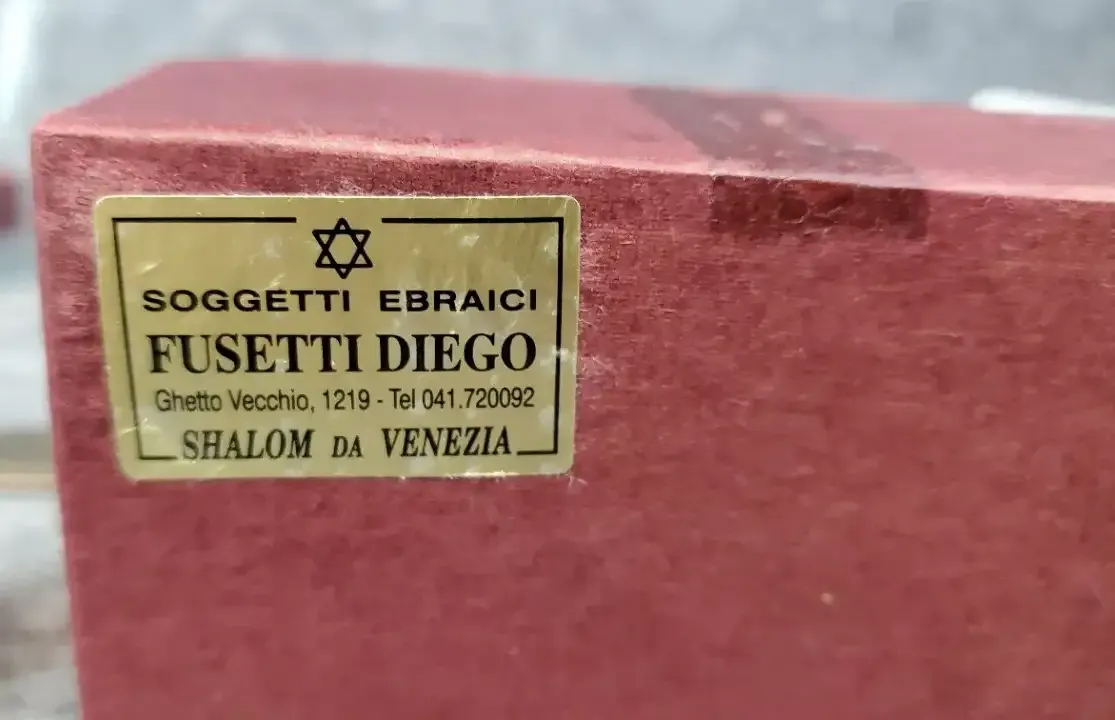 SOGGETTI EBRAICI
FUSETTI DIEGO
Ghetto Vecchio, 1219 - Tel 041.720092
SHALOM DA VENEZIA